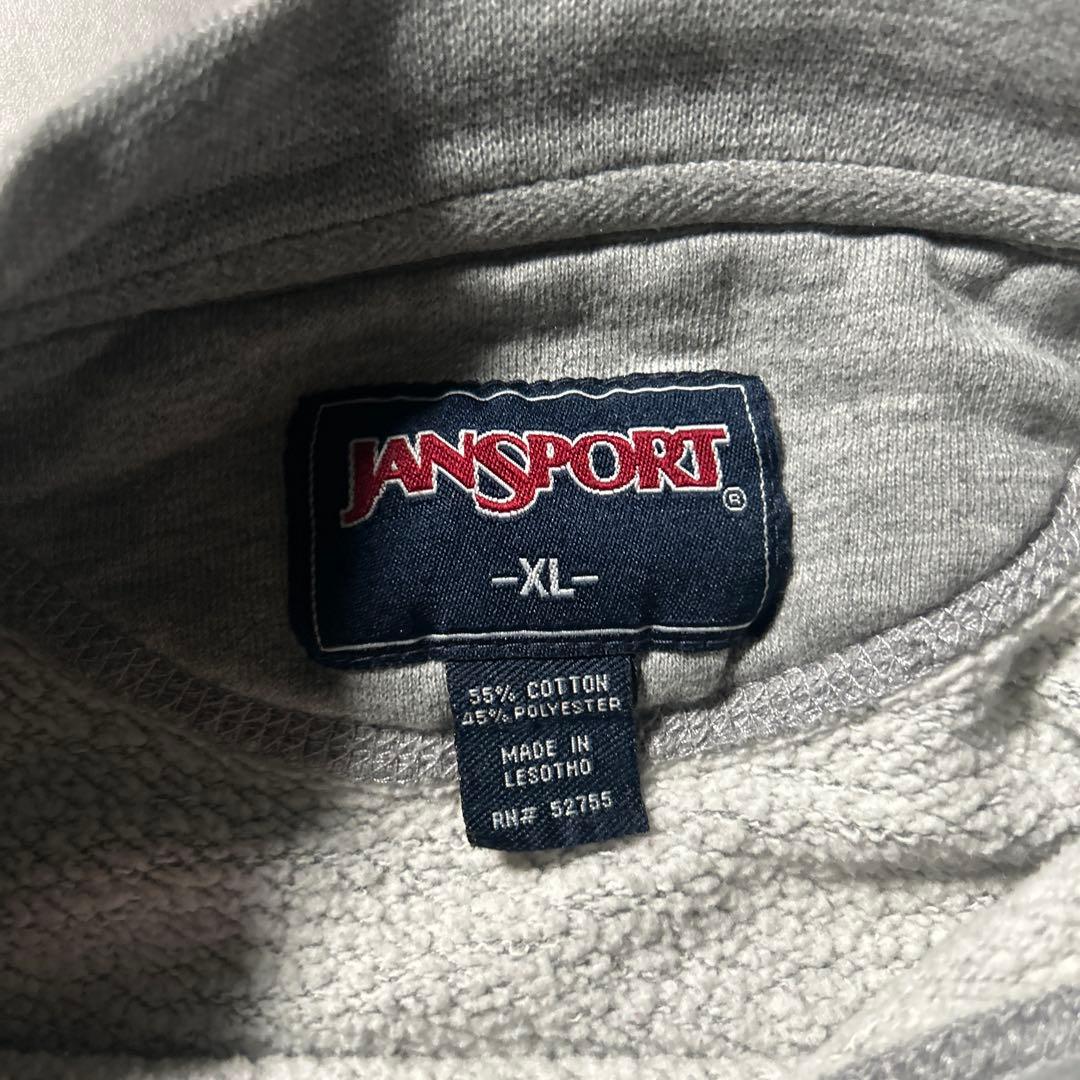 JANSPORT ®
-XL-
55% COTTON
45% POLYESTER
MADE IN
LESOTHO
RN# 52755